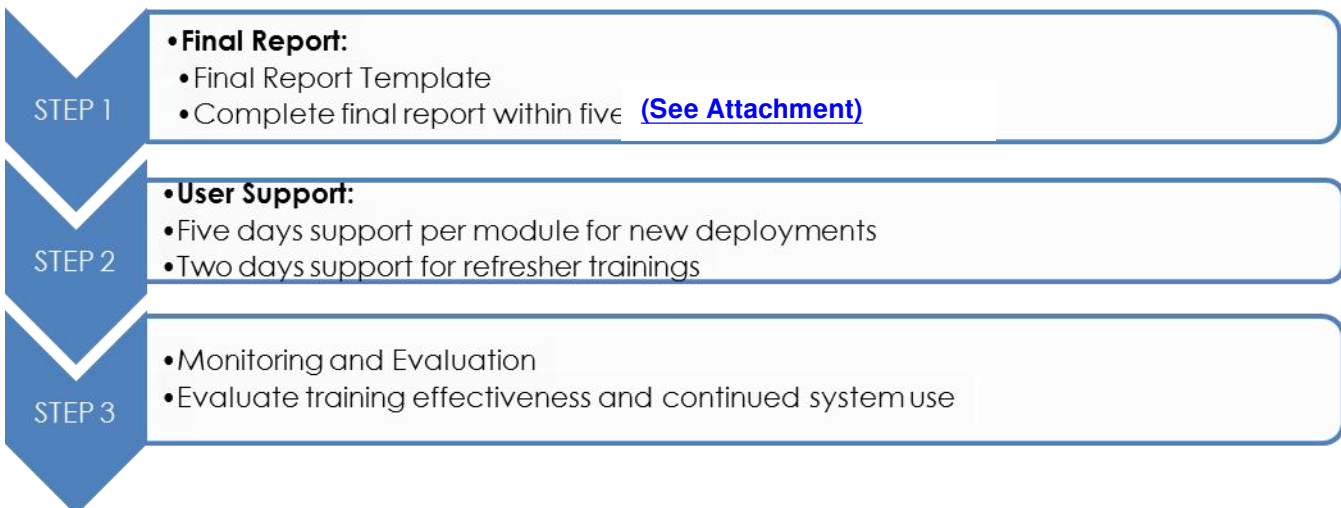 STEP 1
•Final Report:
•Final Report Template
•Complete final report within five (See Attachment)
STEP 2
•User Support:
•Five days support per module for new deployments
•Two days support for refresher trainings
STEP 3
•Monitoring and Evaluation
•Evaluate training effectiveness and continued system use